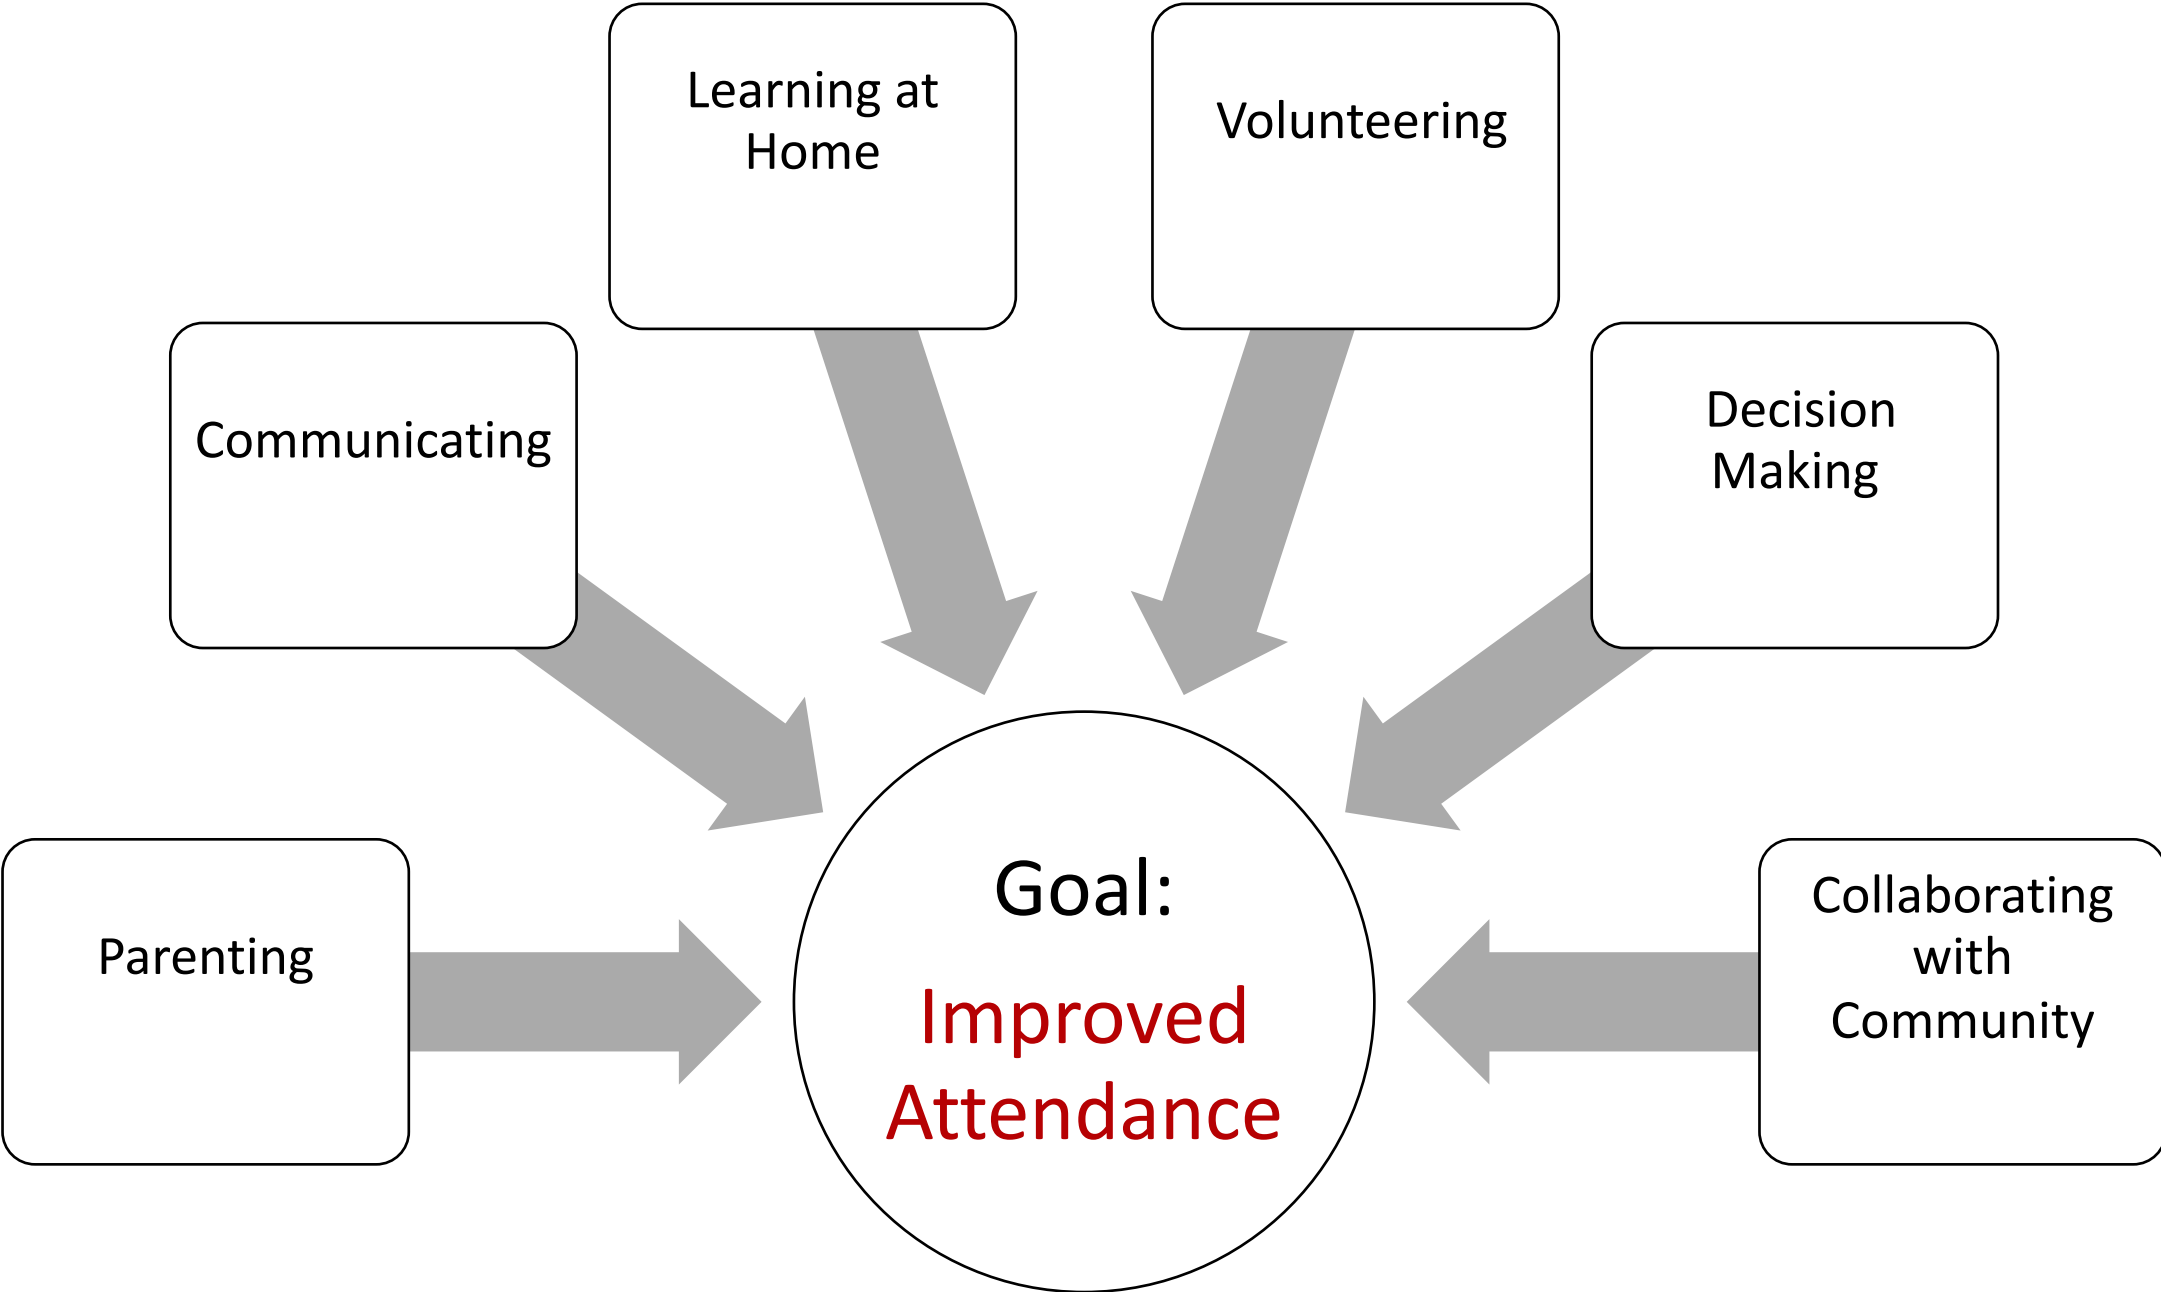 Learning at
Home
Volunteering
Communicating
Decision
Making
Parenting
Goal:
Improved
Attendance
Collaborating
with
Community